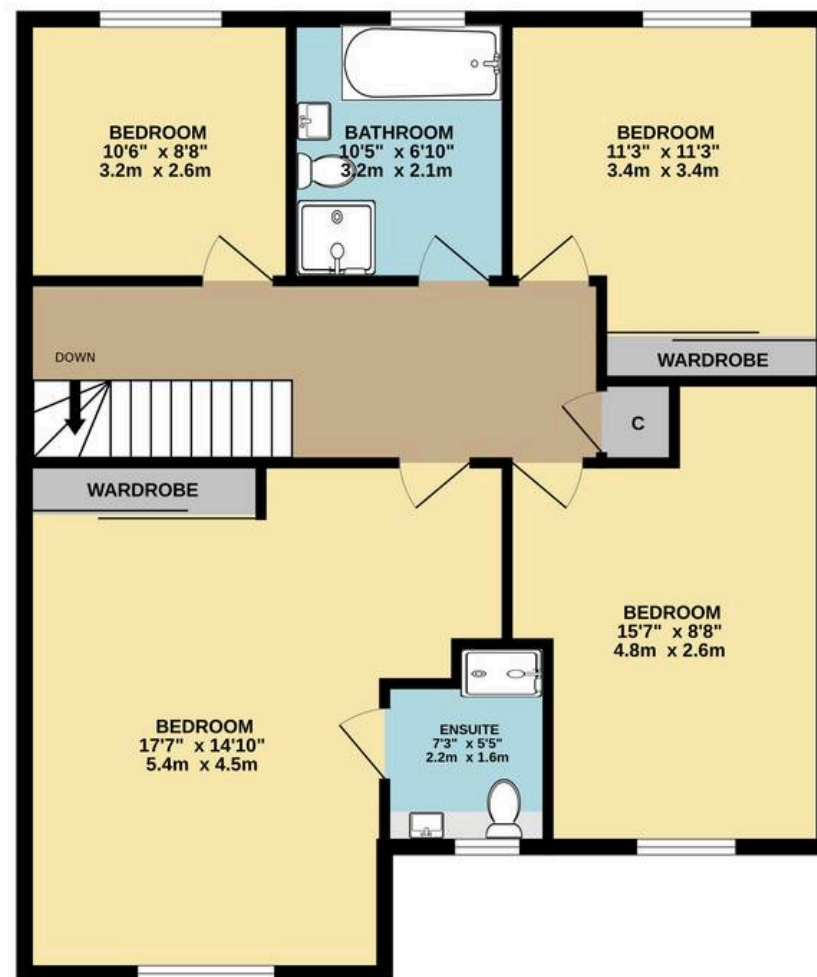 BEDROOM
10'6" x 8'8"
3.2m x 2.6m
BATHROOM
10'5" x 6'10"
3.2m x 2.1m
BEDROOM
11'3" x 11'3"
3.4m x 3.4m
DOWN
WARDROBE
C
WARDROBE
BEDROOM
15'7" x 8'8"
4.8m x 2.6m
BEDROOM
17'7" x 14'10"
5.4m x 4.5m
ENSUITE
7'3" x 5'5"
2.2m x 1.6m